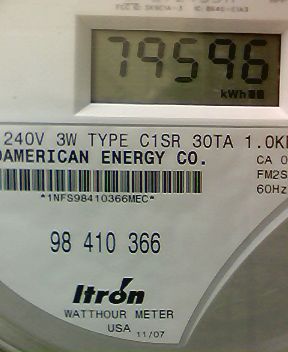 79596
kWh
240V 3W TYPE C1SR 30TA 1.0K
AMERICAN ENERGY CO.
CA 0
FM2S
60Hz
*1NFS98410366MEC*
98 410 366
Itron
WATTHOUR METER
USA 11/07